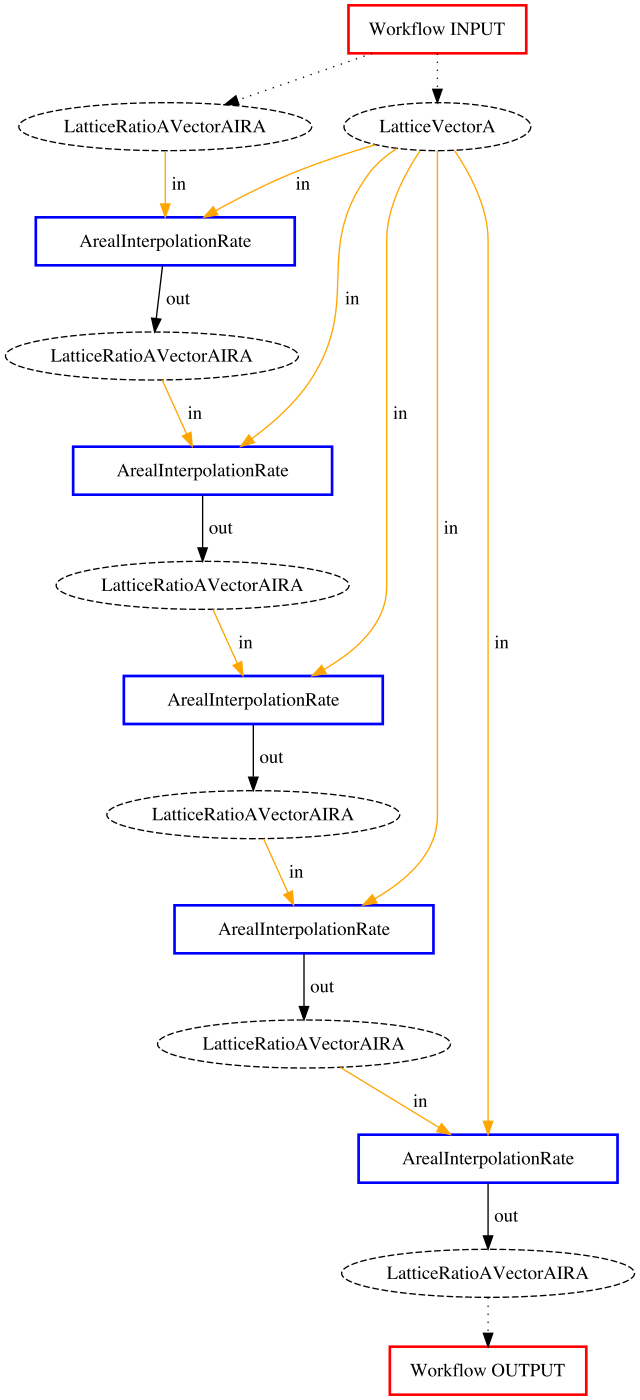 Workflow INPUT
LatticeRatioAVectorAIRA
LatticeVectorA
in
in
ArealInterpolationRate
out
in
LatticeRatioAVectorAIRA
in
in
ArealInterpolationRate
out
in
LatticeRatioAVectorAIRA
in
in
ArealInterpolationRate
out
LatticeRatioAVectorAIRA
in
ArealInterpolationRate
out
LatticeRatioAVectorAIRA
in
ArealInterpolationRate
out
LatticeRatioAVectorAIRA
Workflow OUTPUT